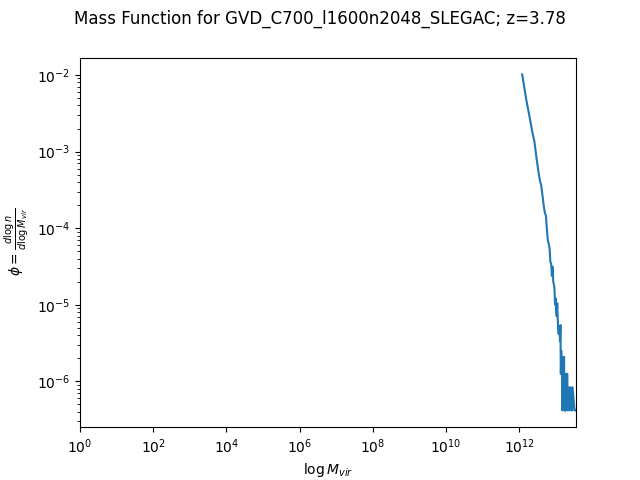 Mass Function for GVD_C700_l1600n2048_SLEGAC; z=3.78
10⁻²
10⁻³
10⁻⁴
10⁻⁵
10⁻⁶
ϕ = d log n / d log M_vir
10⁰ 10² 10⁴ 10⁶ 10⁸ 10¹⁰ 10¹²
log M_vir